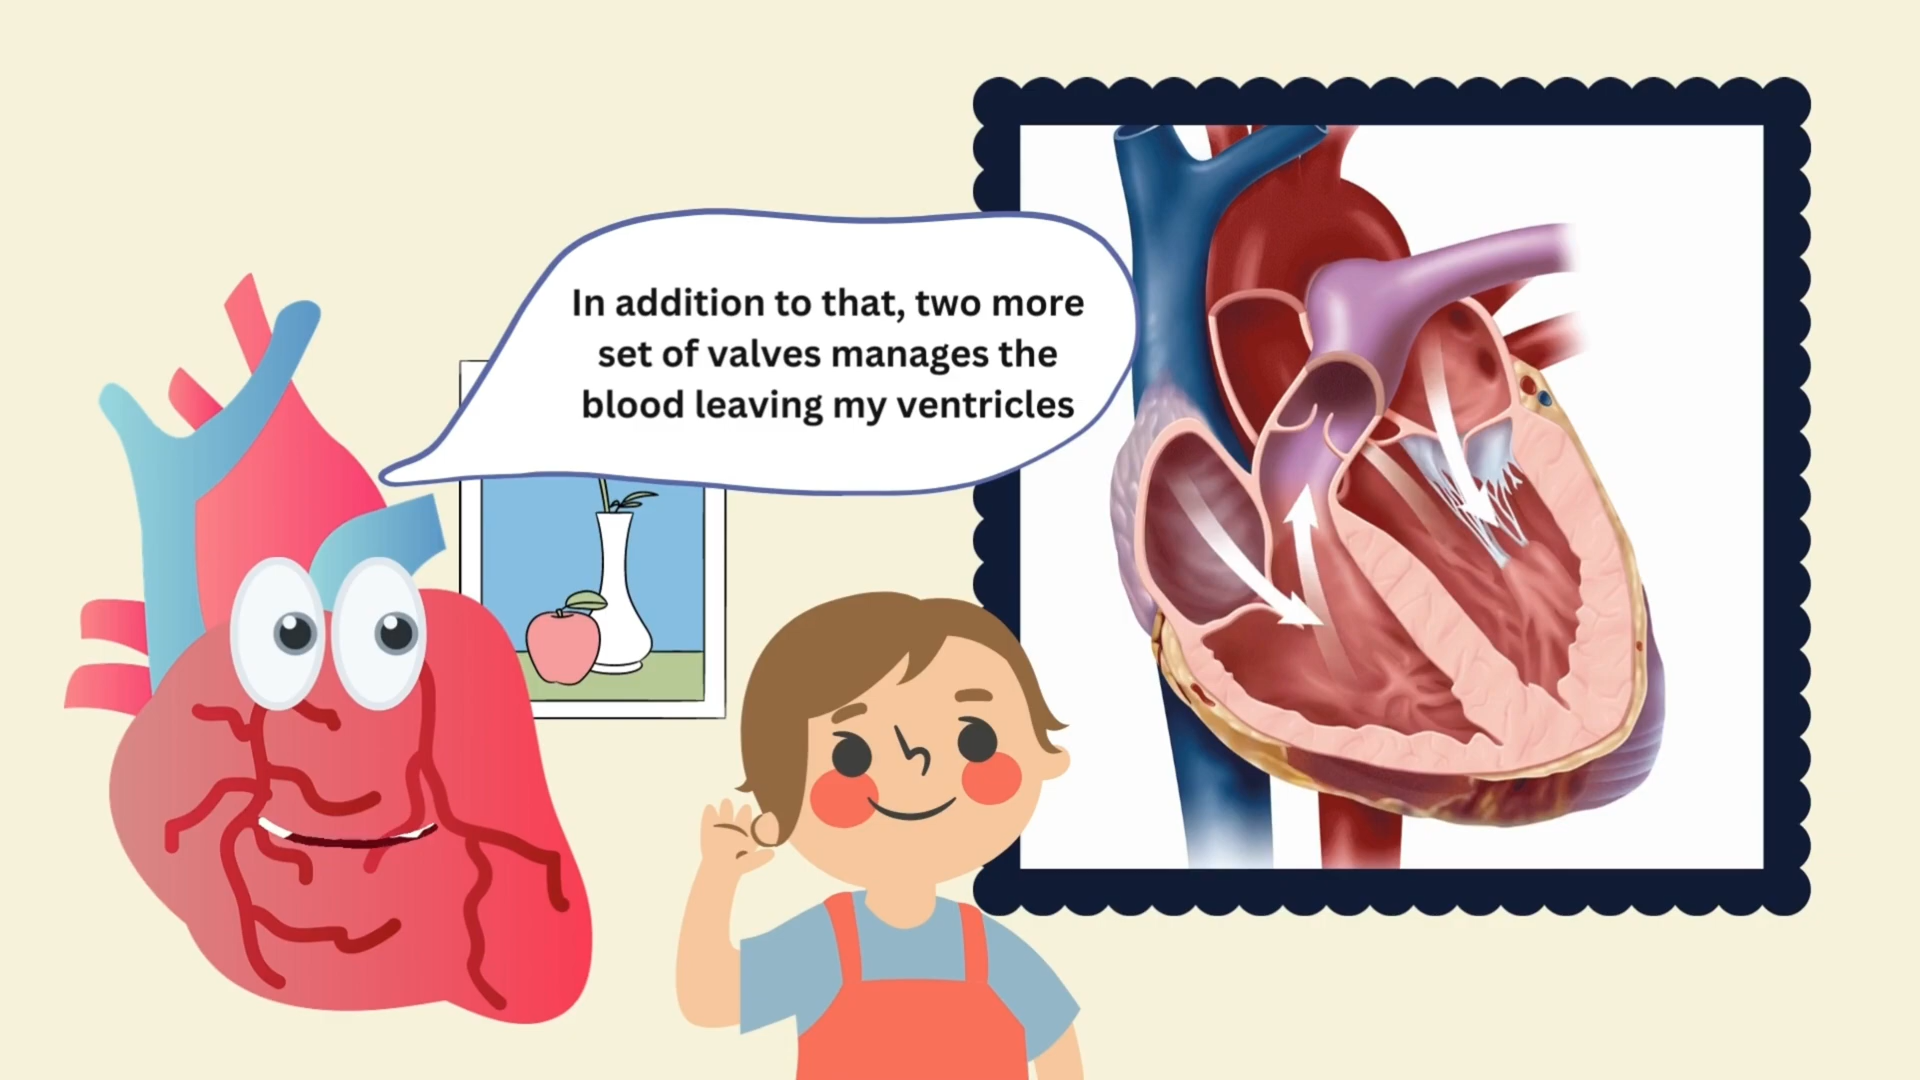 In addition to that, two more
set of valves manages the
blood leaving my ventricles